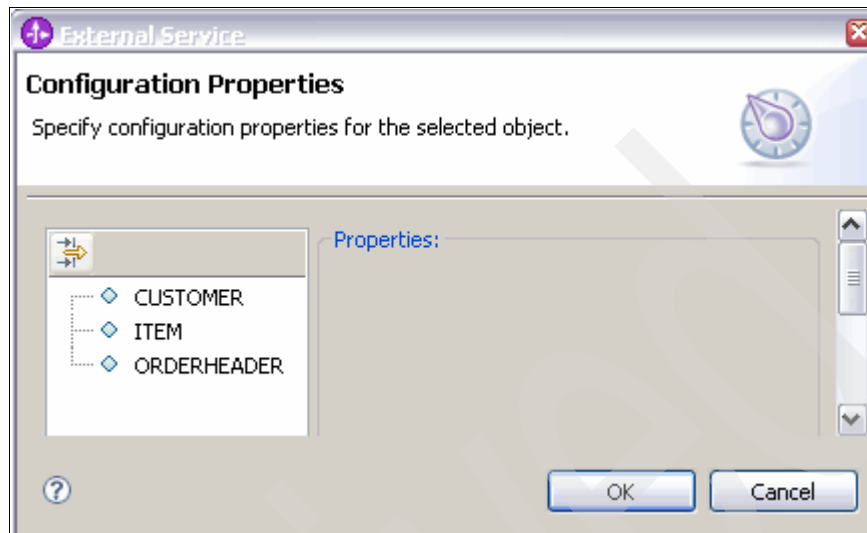 External Service
Configuration Properties
Specify configuration properties for the selected object.
Properties:
CUSTOMER
ITEM
ORDERHEADER
OK
Cancel